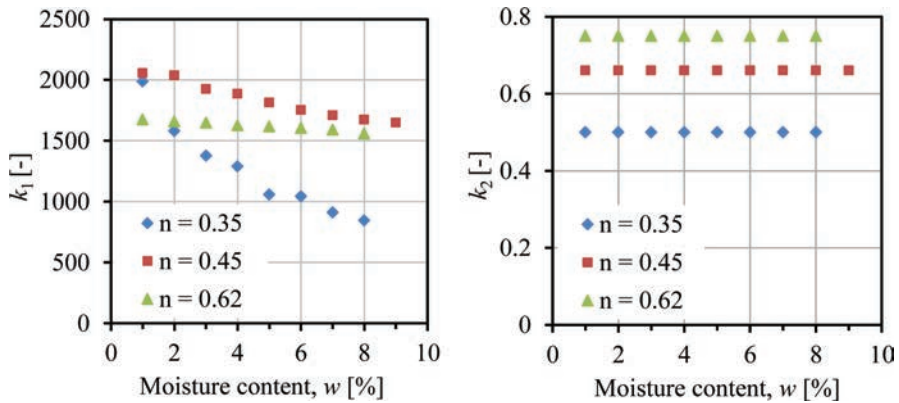 2500
2000
1500
1000
500
0
k₁ [-]
n = 0.35
n = 0.45
n = 0.62
0 2 4 6 8 10
Moisture content, w [%]
0.8
0.6
0.4
0.2
0
k₂ [-]
n = 0.35
n = 0.45
n = 0.62
0 2 4 6 8 10
Moisture content, w [%]